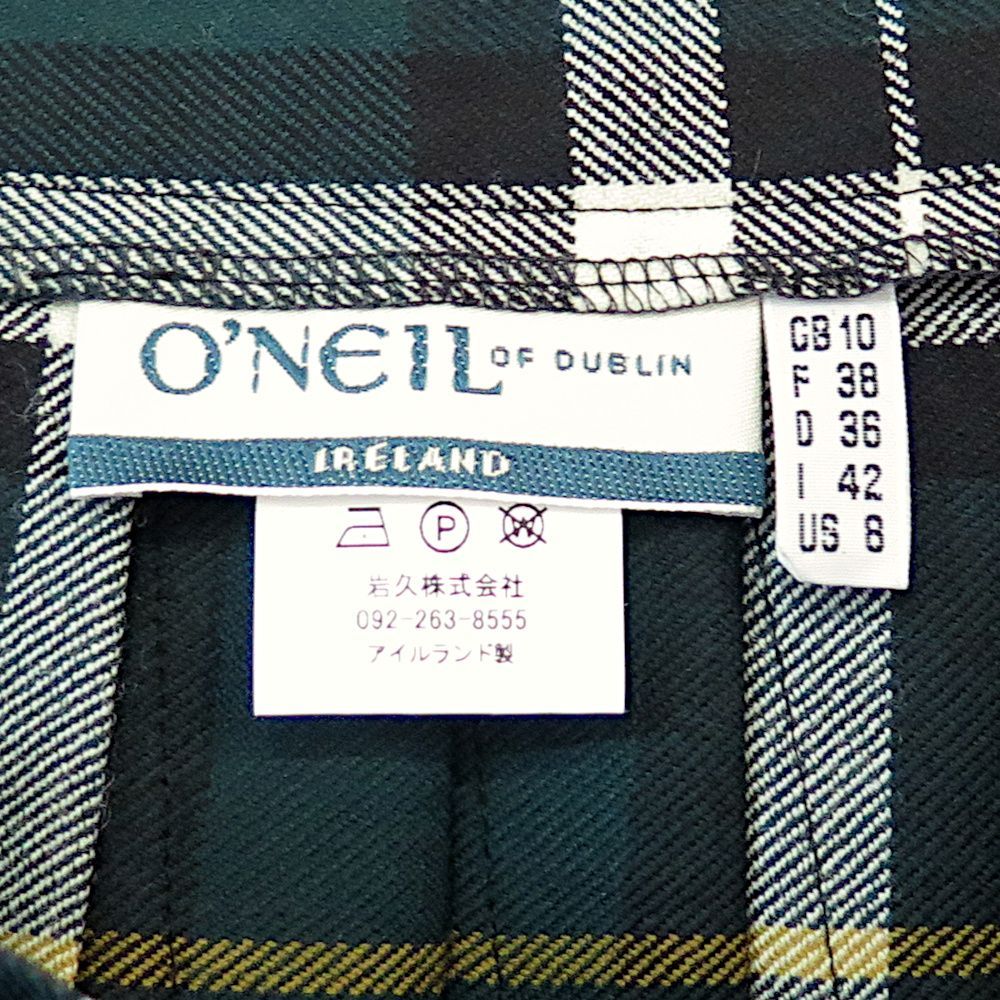 O'NEIL OF DUBLIN
IRÉLAND
GB 10
F 38
D 36
I 42
US 8
P
W
岩久株式会社
092-263-8555
アイルランド製